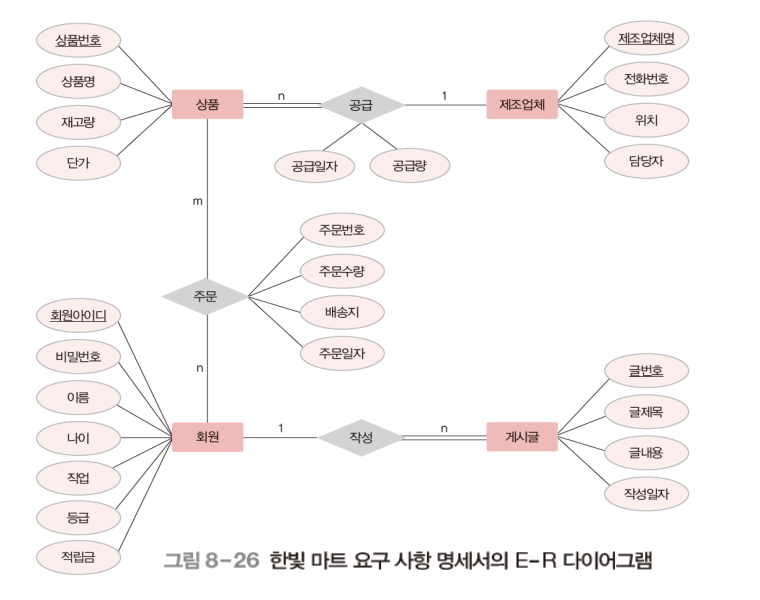 상품번호
상품명
재고량
단가
상품
n
공급
1
제조업체
제조업체명
전화번호
위치
담당자
공급일자
공급량
m
주문
주문번호
주문수량
배송지
주문일자
n
회원아이디
비밀번호
이름
나이
직업
등급
적립금
회원
1
작성
n
게시글
글번호
글제목
글내용
작성일자
그림 8-26 한빛 마트 요구 사항 명세서의 E-R 다이어그램